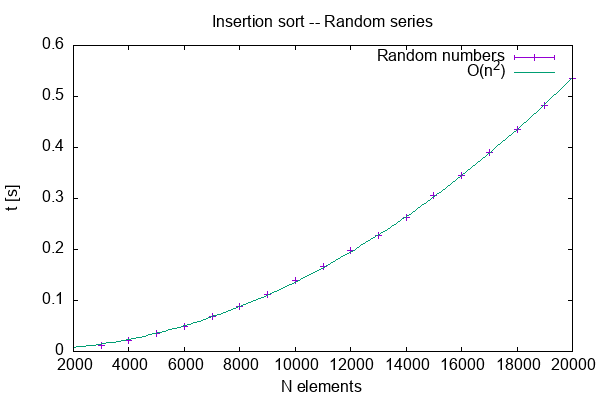 Insertion sort -- Random series
0.6
Random numbers
O(n²)
0.5
0.4
0.3
0.2
0.1
0
t [s]
2000 4000 6000 8000 10000 12000 14000 16000 18000 20000
N elements